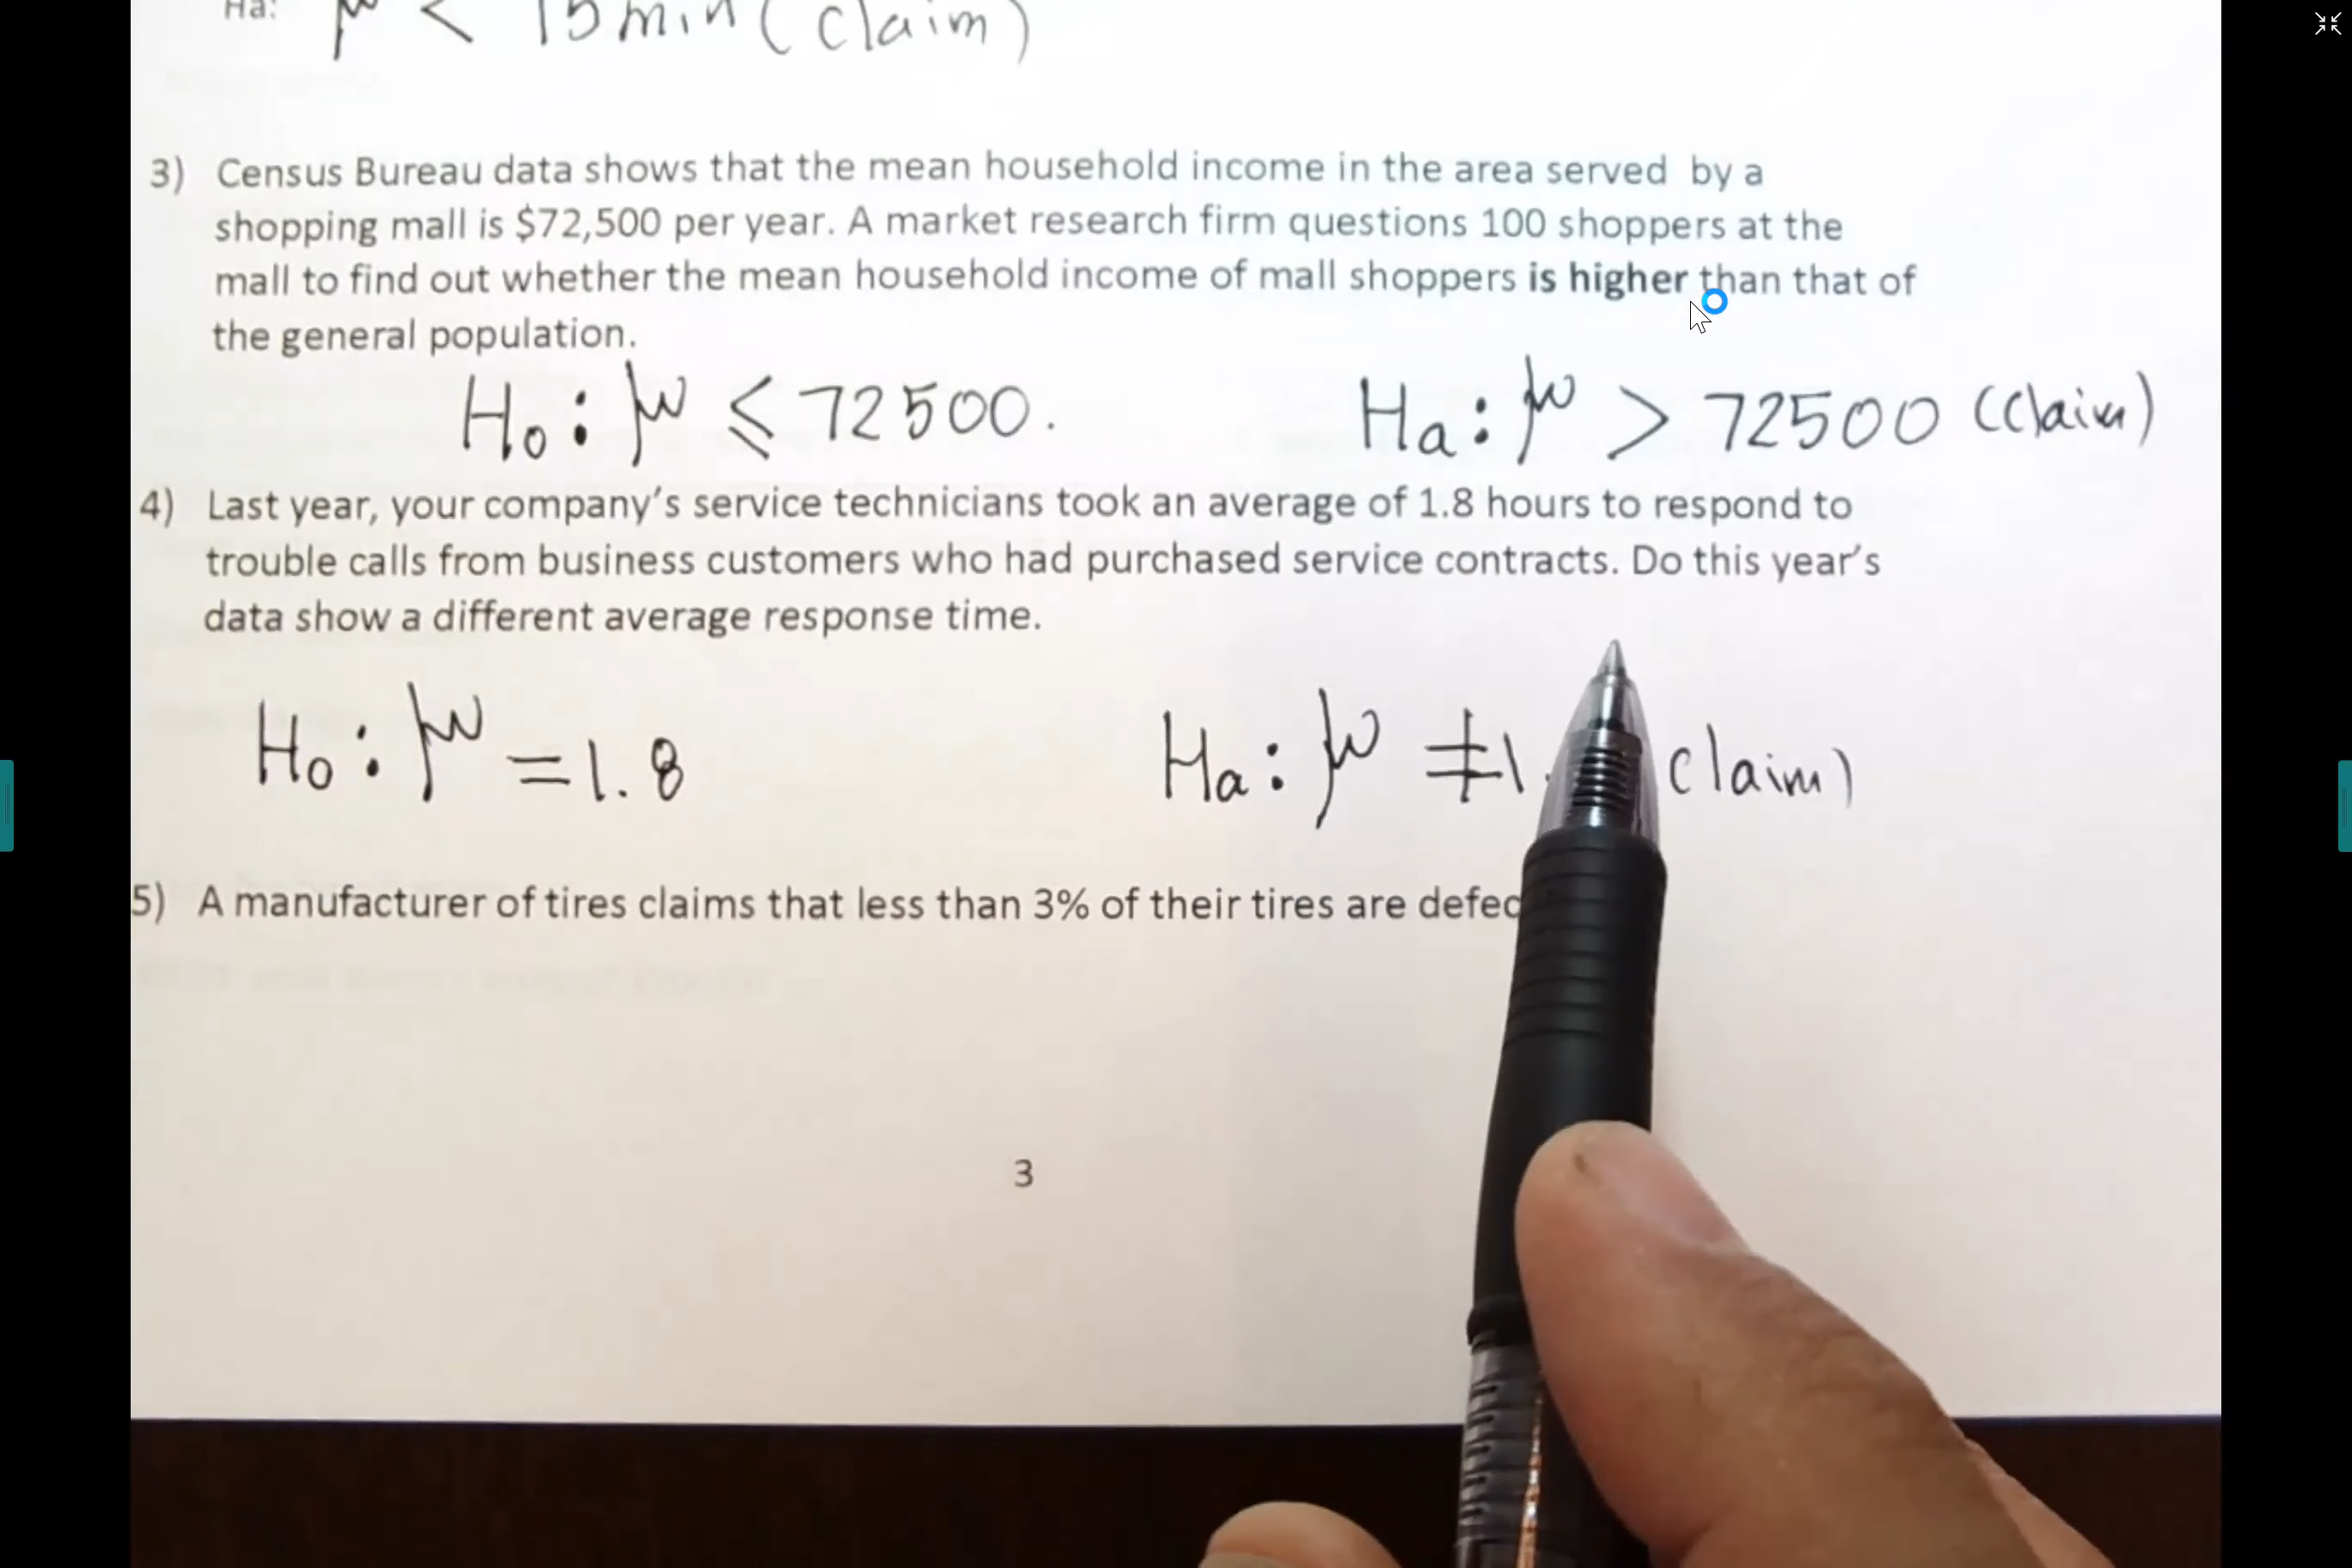 Ha: μ < 15 min (claim)
3) Census Bureau data shows that the mean household income in the area served by a
shopping mall is $72,500 per year. A market research firm questions 100 shoppers at the
mall to find out whether the mean household income of mall shoppers is higher than that of
the general population.
H₀: μ ≤ 72500. Ha: μ > 72500 (claim)
4) Last year, your company's service technicians took an average of 1.8 hours to respond to
trouble calls from business customers who had purchased service contracts. Do this year's
data show a different average response time.
H₀: μ = 1.8 Ha: μ ≠ 1. claim)
5) A manufacturer of tires claims that less than 3% of their tires are defec
3